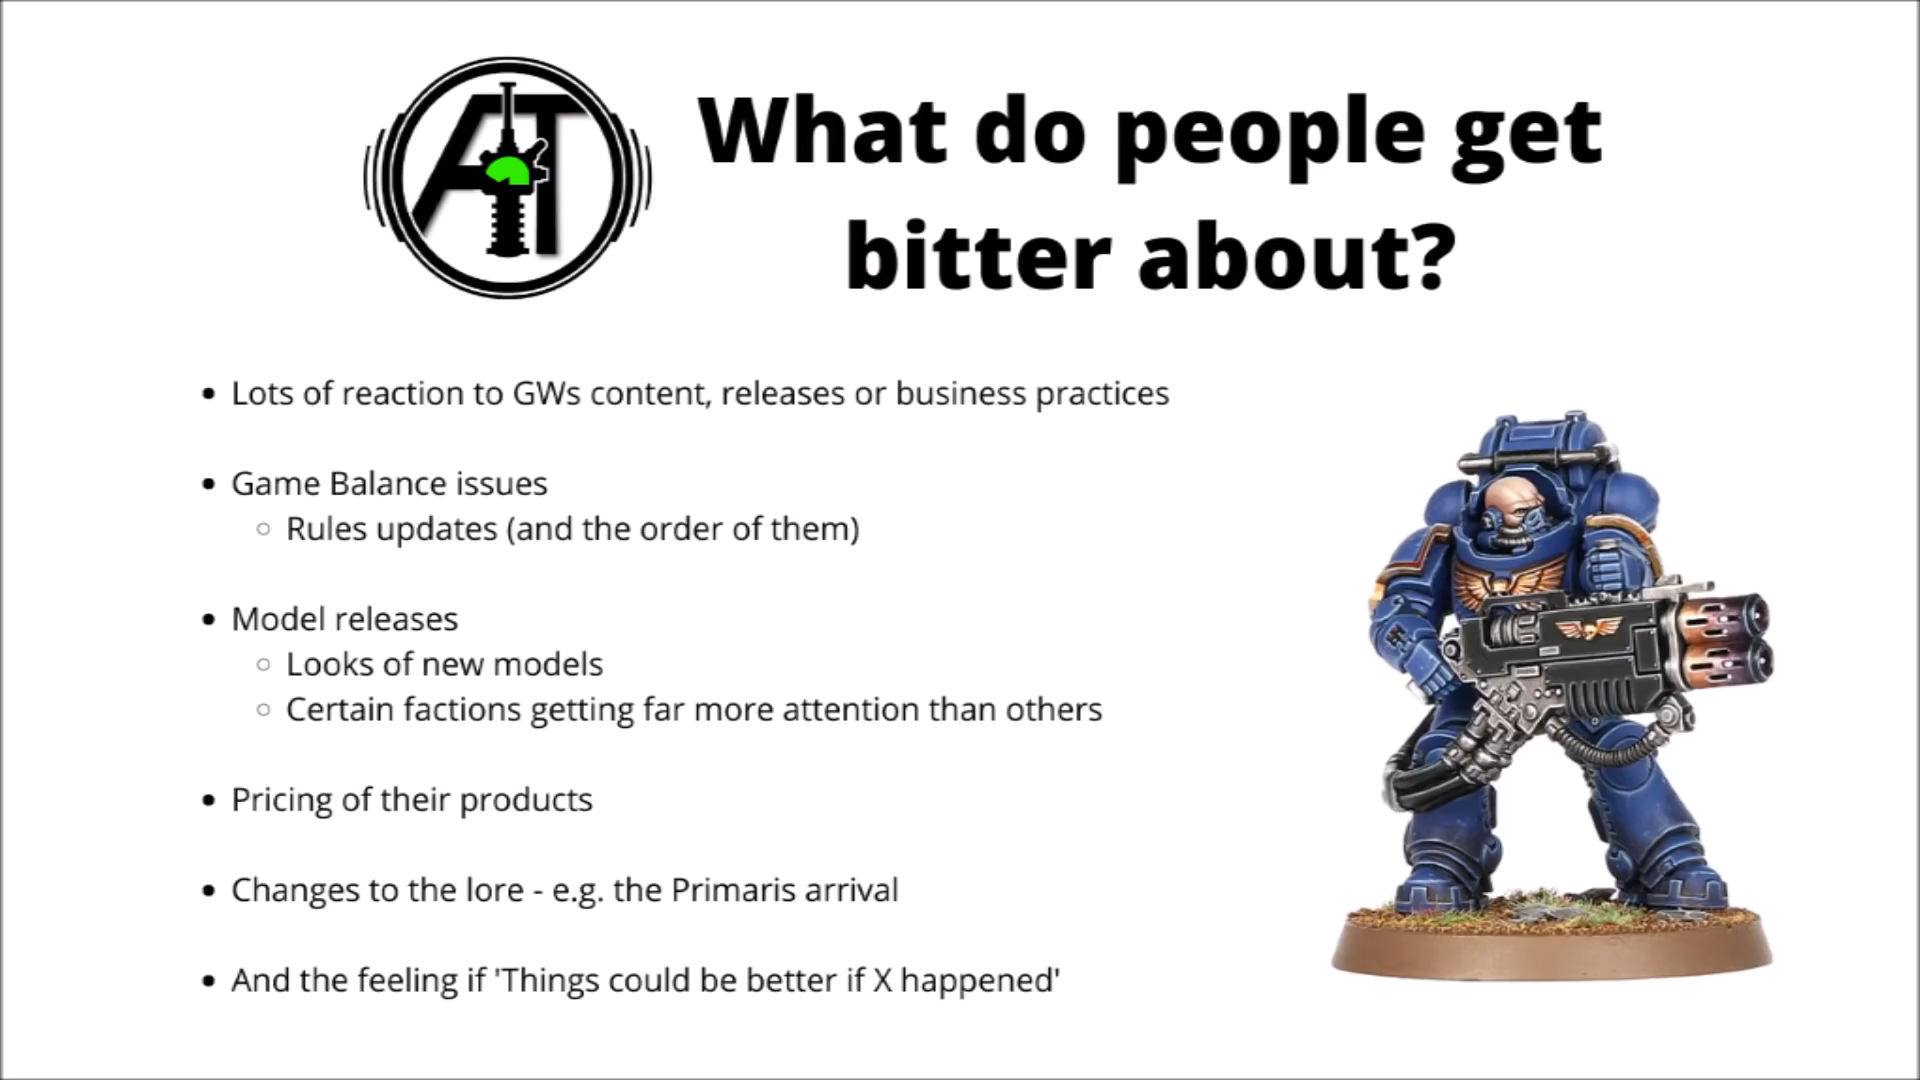 AT
What do people get
bitter about?
• Lots of reaction to GWs content, releases or business practices
• Game Balance issues
○ Rules updates (and the order of them)
• Model releases
○ Looks of new models
○ Certain factions getting far more attention than others
• Pricing of their products
• Changes to the lore - e.g. the Primaris arrival
• And the feeling if 'Things could be better if X happened'